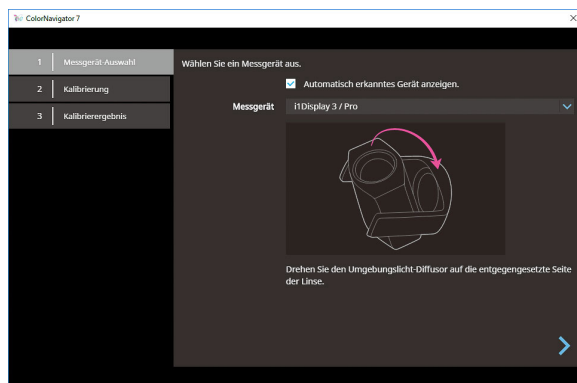 ColorNavigator 7
1 Messgerät-Auswahl
2 Kalibrierung
3 Kalibrierergebnis
Wählen Sie ein Messgerät aus.
Automatisch erkanntes Gerät anzeigen.
Messgerät i1Display 3 / Pro
Drehen Sie den Umgebungslicht-Diffusor auf die entgegengesetzte Seite
der Linse.